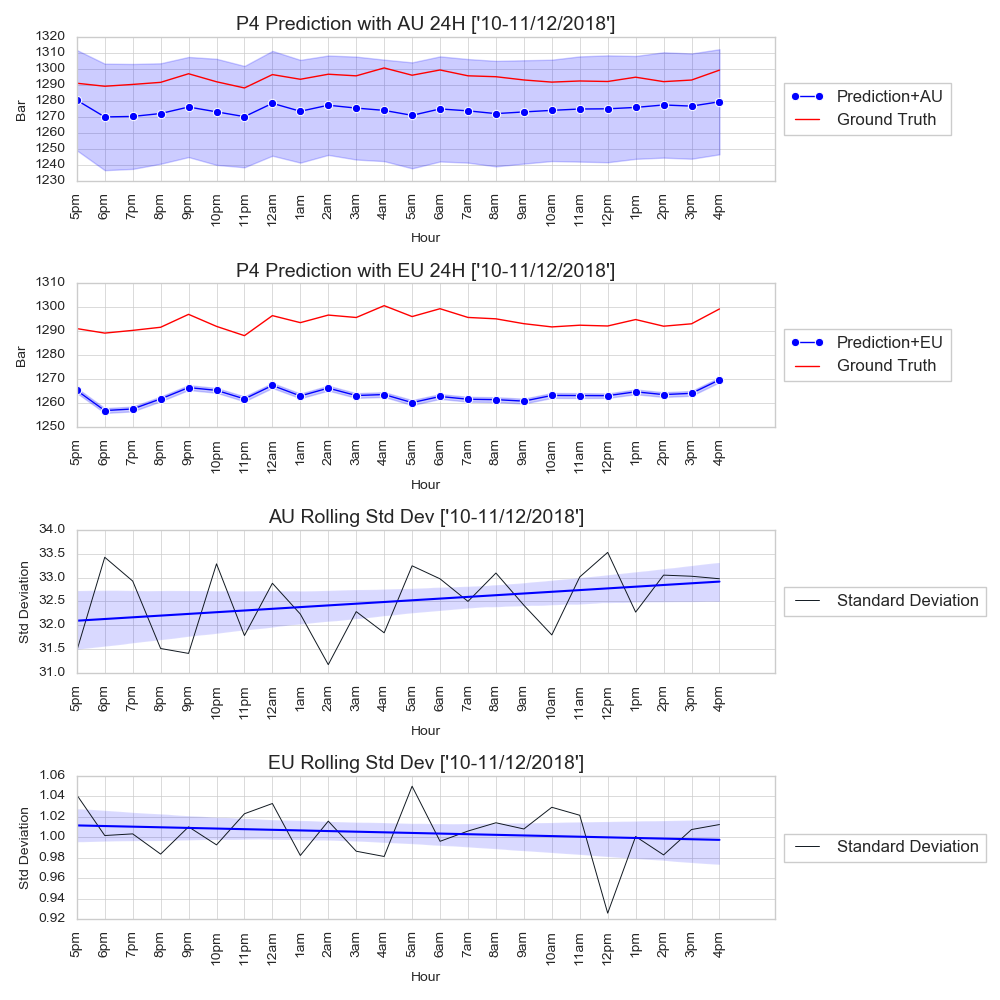 P4 Prediction with AU 24H ['10-11/12/2018']
1320
1310
1300
1290
1280
1270
1260
1250
1240
1230
Bar
5pm 6pm 7pm 8pm 9pm 10pm 11pm 12am 1am 2am 3am 4am 5am 6am 7am 8am 9am 10am 11am 12pm 1pm 2pm 3pm 4pm
Hour
Prediction+AU
Ground Truth
P4 Prediction with EU 24H ['10-11/12/2018']
1310
1300
1290
1280
1270
1260
1250
Bar
5pm 6pm 7pm 8pm 9pm 10pm 11pm 12am 1am 2am 3am 4am 5am 6am 7am 8am 9am 10am 11am 12pm 1pm 2pm 3pm 4pm
Hour
Prediction+EU
Ground Truth
AU Rolling Std Dev ['10-11/12/2018']
34.0
33.5
33.0
32.5
32.0
31.5
31.0
Std Deviation
5pm 6pm 7pm 8pm 9pm 10pm 11pm 12am 1am 2am 3am 4am 5am 6am 7am 8am 9am 10am 11am 12pm 1pm 2pm 3pm 4pm
Hour
Standard Deviation
EU Rolling Std Dev ['10-11/12/2018']
1.06
1.04
1.02
1.00
0.98
0.96
0.94
0.92
Std Deviation
5pm 6pm 7pm 8pm 9pm 10pm 11pm 12am 1am 2am 3am 4am 5am 6am 7am 8am 9am 10am 11am 12pm 1pm 2pm 3pm 4pm
Hour
Standard Deviation